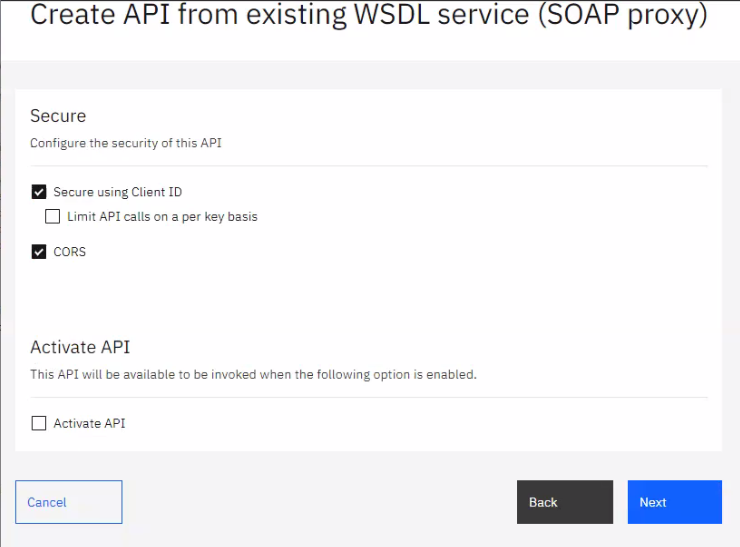 Create API from existing WSDL service (SOAP proxy)
Secure
Configure the security of this API
Secure using Client ID
Limit API calls on a per key basis
CORS
Activate API
This API will be available to be invoked when the following option is enabled.
Activate API
Cancel
Back
Next